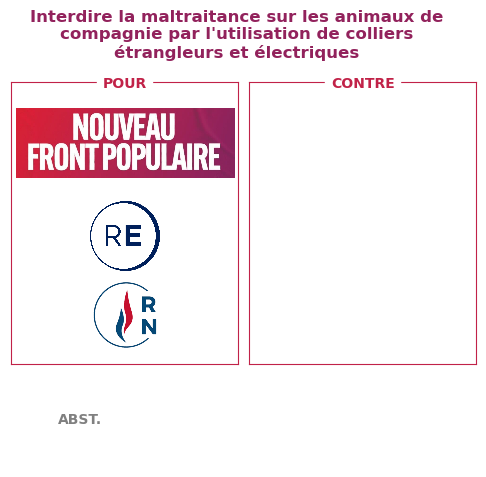 Interdire la maltraitance sur les animaux de
compagnie par l'utilisation de colliers
étrangleurs et électriques
POUR
CONTRE
NOUVEAU
FRONT POPULAIRE
RE
R
N
ABST.